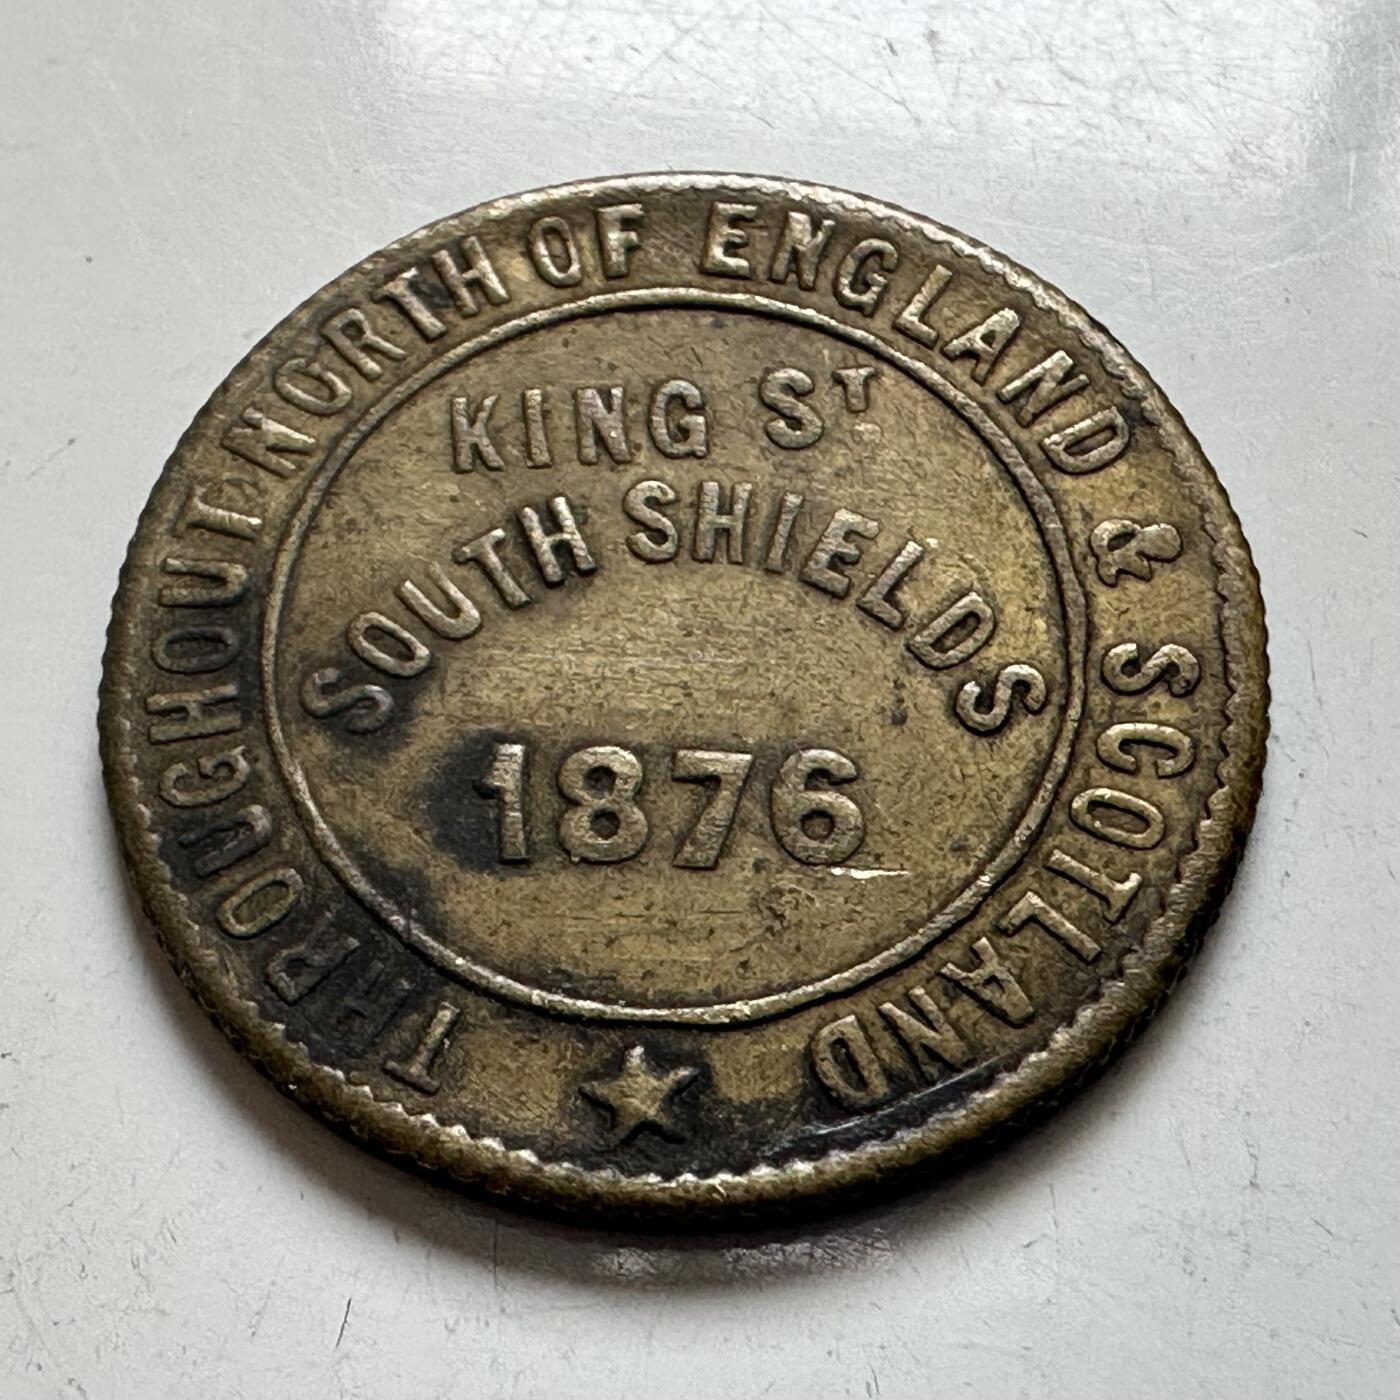 THROUGHOUT NORTH OF ENGLAND & SCOTLAND
KING ST.
SOUTH SHIELDS
1876